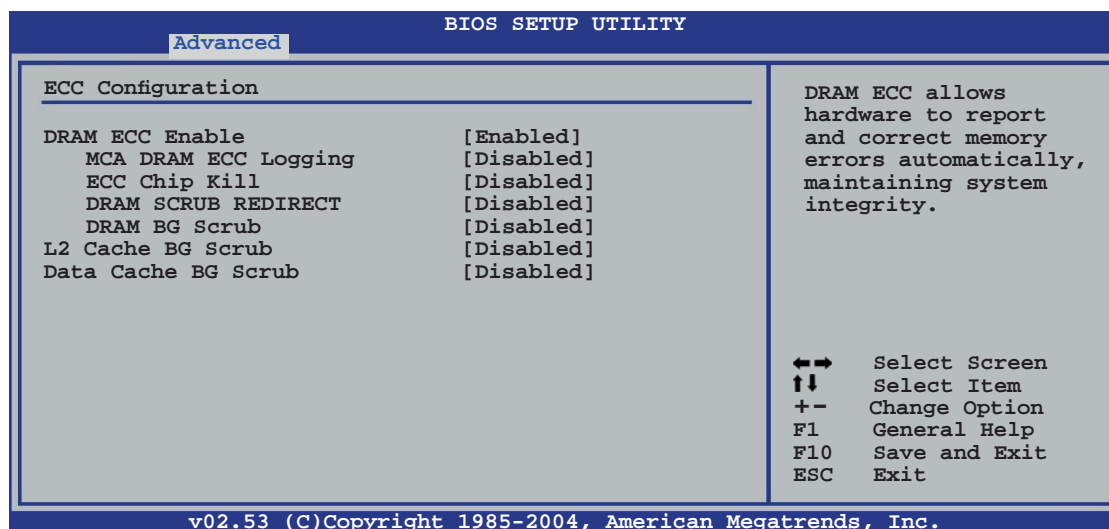 BIOS SETUP UTILITY
Advanced
ECC Configuration
DRAM ECC Enable [Enabled]
MCA DRAM ECC Logging [Disabled]
ECC Chip Kill [Disabled]
DRAM SCRUB REDIRECT [Disabled]
DRAM BG Scrub [Disabled]
L2 Cache BG Scrub [Disabled]
Data Cache BG Scrub [Disabled]
DRAM ECC allows
hardware to report
and correct memory
errors automatically,
maintaining system
integrity.
←→ Select Screen
↑↓ Select Item
+- Change Option
F1 General Help
F10 Save and Exit
ESC Exit
v02.53 (C)Copyright 1985-2004, American Megatrends, Inc.